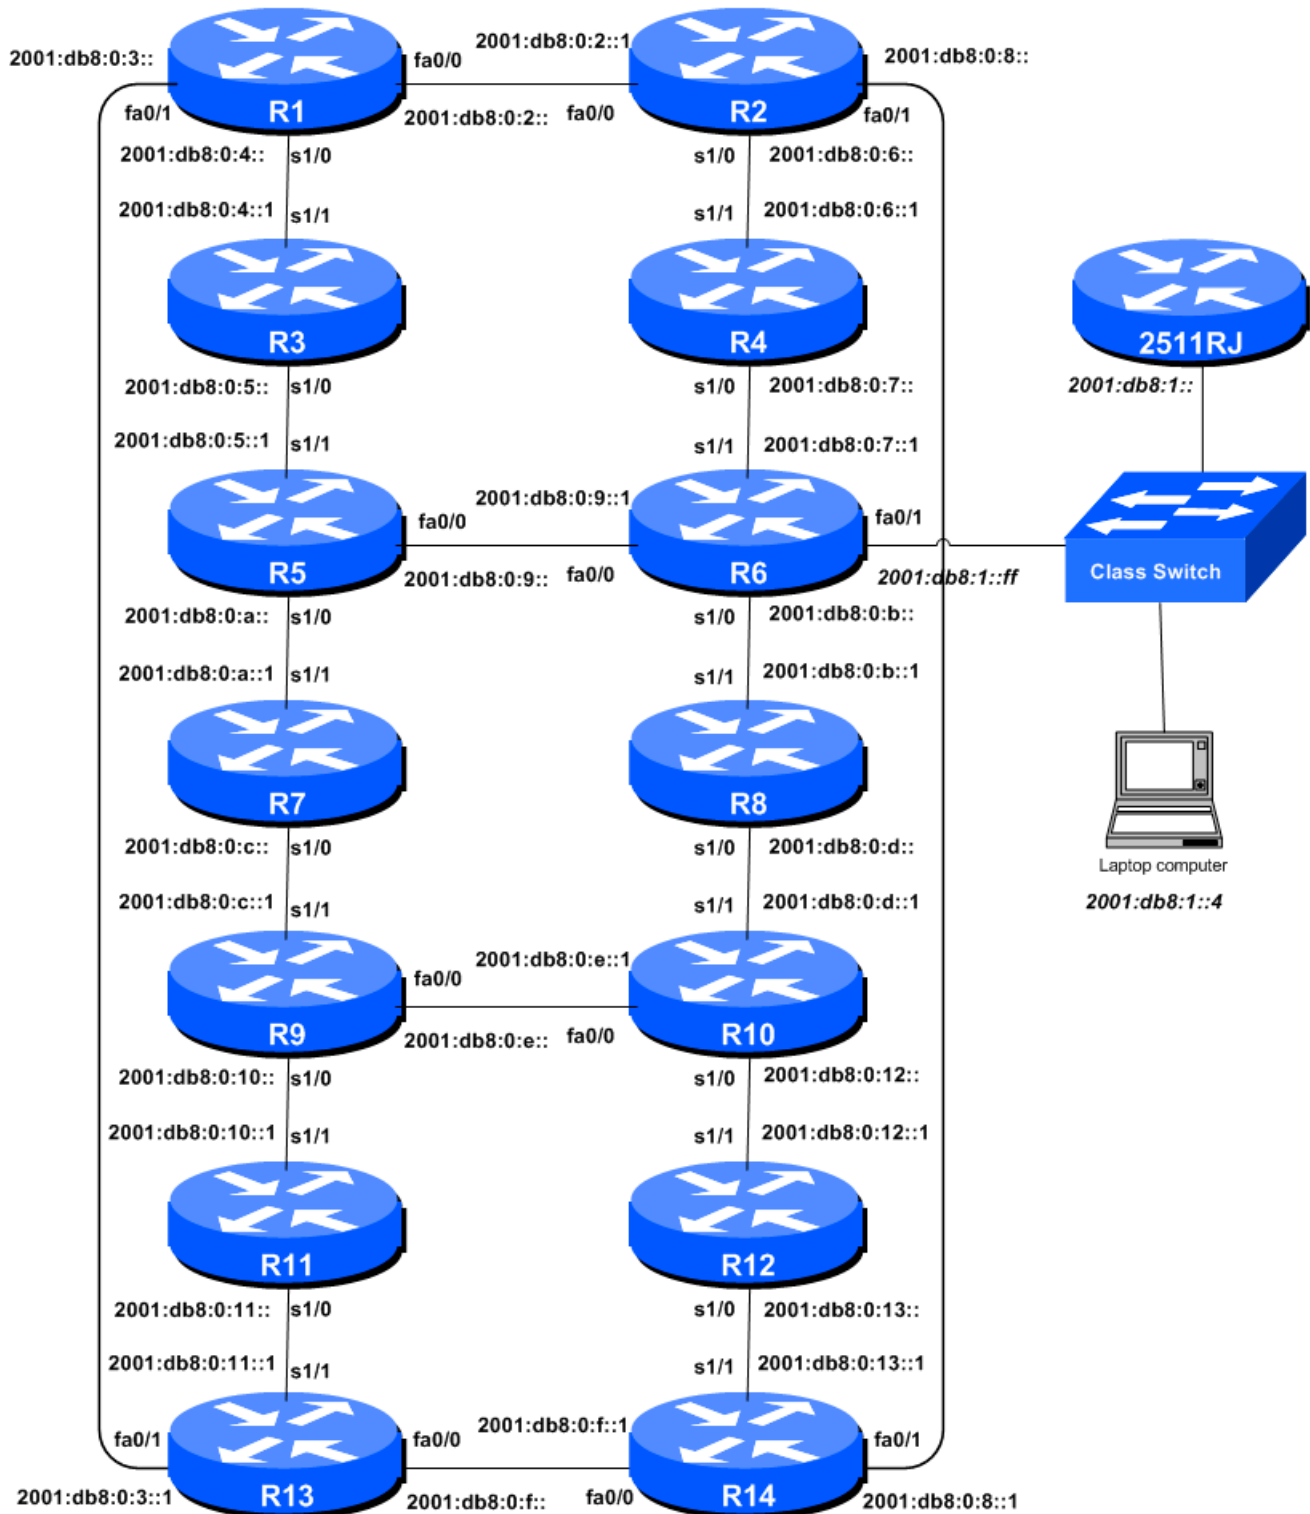 2001:db8:0:3::
fa0/0
2001:db8:0:2::1
2001:db8:0:8::
fa0/1
R1
2001:db8:0:2::
fa0/0
R2
fa0/1
2001:db8:0:4::
s1/0
s1/0
2001:db8:0:6::
2001:db8:0:4::1
s1/1
s1/1
2001:db8:0:6::1
R3
R4
2511RJ
2001:db8:0:5::
s1/0
s1/0
2001:db8:0:7::
2001:db8:1::
2001:db8:0:5::1
s1/1
s1/1
2001:db8:0:7::1
2001:db8:0:9::1
fa0/0
fa0/1
R5
2001:db8:0:9::
fa0/0
R6
2001:db8:1::ff
Class Switch
2001:db8:0:a::
s1/0
s1/0
2001:db8:0:b::
2001:db8:0:a::1
s1/1
s1/1
2001:db8:0:b::1
R7
R8
2001:db8:0:c::
s1/0
s1/0
2001:db8:0:d::
Laptop computer
2001:db8:0:c::1
s1/1
s1/1
2001:db8:0:d::1
2001:db8:1::4
fa0/0
2001:db8:0:e::1
R9
2001:db8:0:e::
fa0/0
R10
2001:db8:0:10::
s1/0
s1/0
2001:db8:0:12::
2001:db8:0:10::1
s1/1
s1/1
2001:db8:0:12::1
R11
R12
2001:db8:0:11::
s1/0
s1/0
2001:db8:0:13::
2001:db8:0:11::1
s1/1
s1/1
2001:db8:0:13::1
fa0/1
fa0/0
2001:db8:0:f::1
fa0/1
2001:db8:0:3::1
R13
2001:db8:0:f::
fa0/0
R14
2001:db8:0:8::1